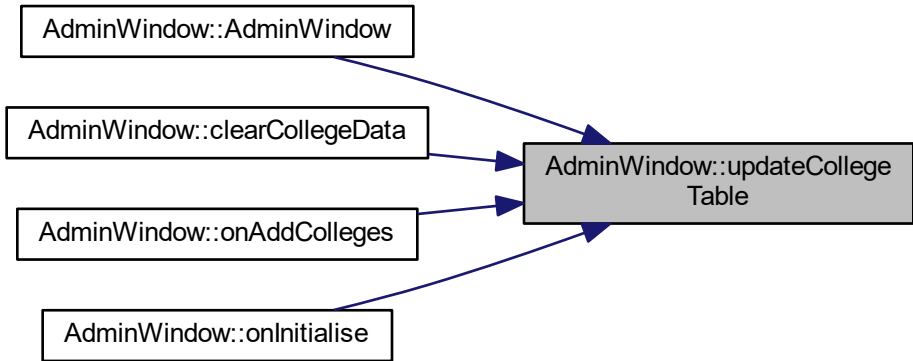 AdminWindow::AdminWindow
AdminWindow::clearCollegeData
AdminWindow::updateCollege
Table
AdminWindow::onAddColleges
AdminWindow::onInitialise